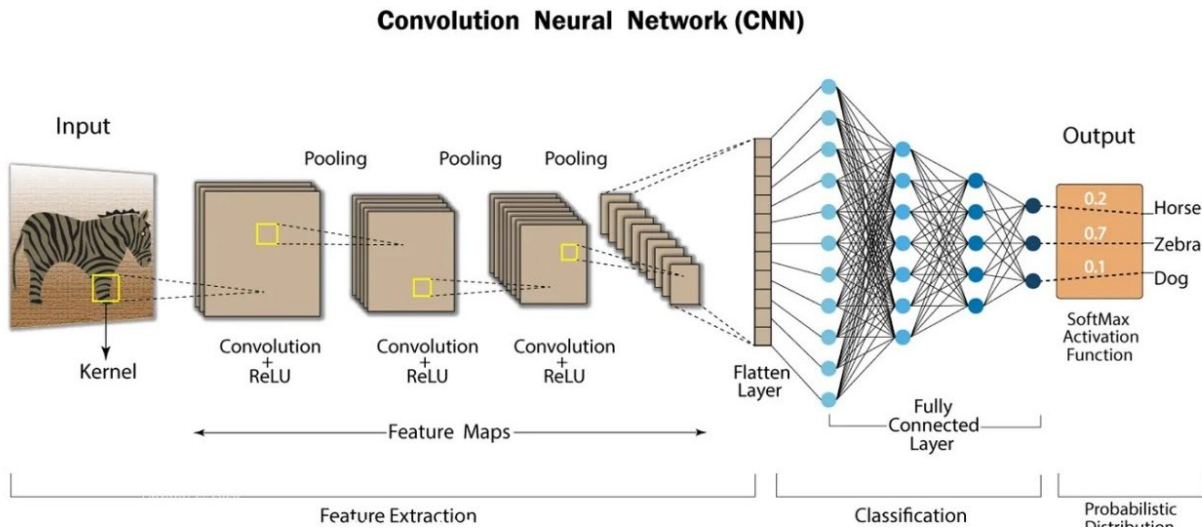 Convolution Neural Network (CNN)
Input
Pooling
Pooling
Pooling
Output
0.2
Horse
0.7
Zebra
0.1
Dog
Kernel
Convolution
+
ReLU
Convolution
+
ReLU
Convolution
+
ReLU
Flatten
Layer
SoftMax
Activation
Function
Fully
Connected
Layer
Feature Maps
Feature Extraction
Classification
Probabilistic
Distribution